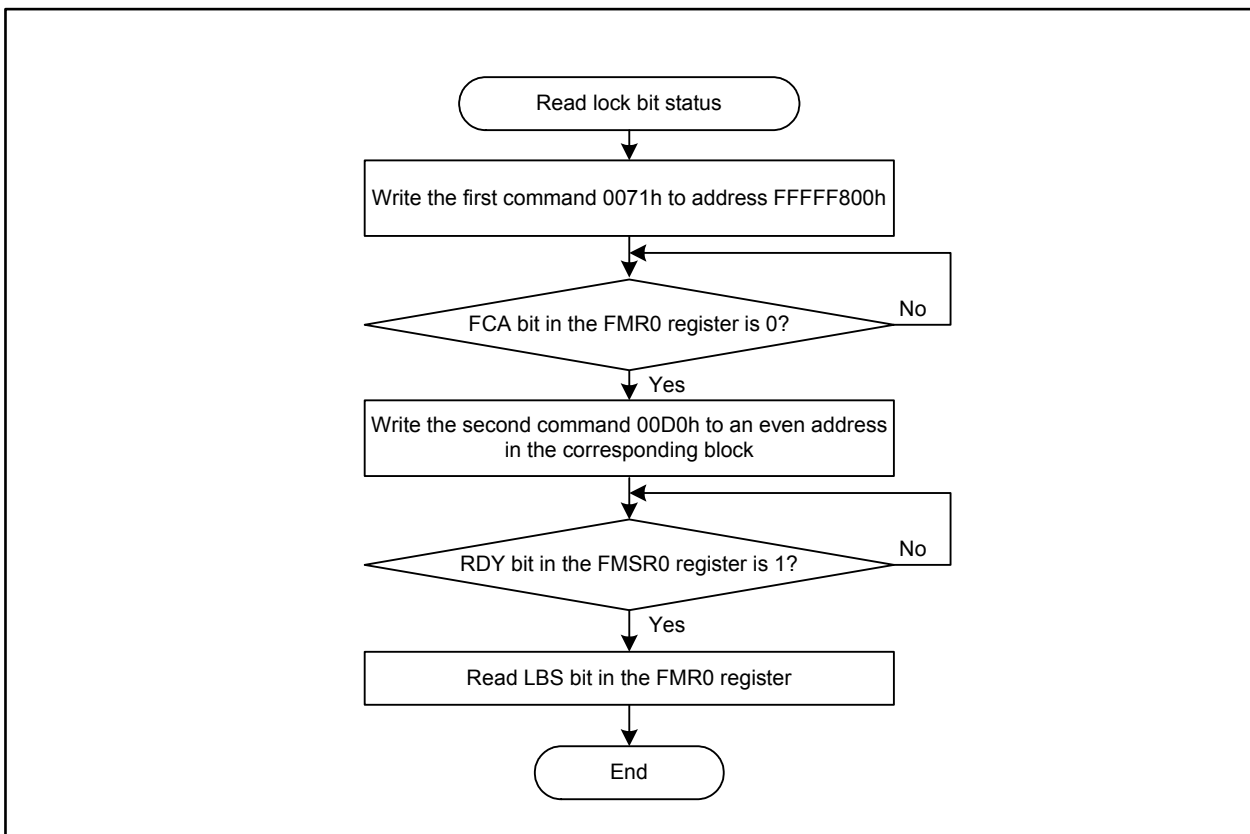 Read lock bit status
Write the first command 0071h to address FFFFF800h
FCA bit in the FMR0 register is 0?
No
Yes
Write the second command 00D0h to an even address
in the corresponding block
RDY bit in the FMSR0 register is 1?
No
Yes
Read LBS bit in the FMR0 register
End